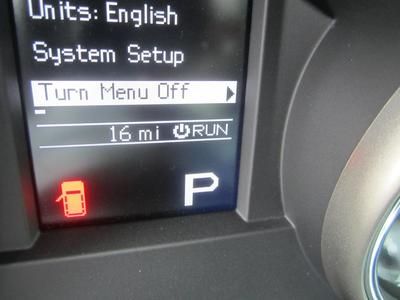 Units: English
System Setup
Turn Menu Off
16 mi RUN
P